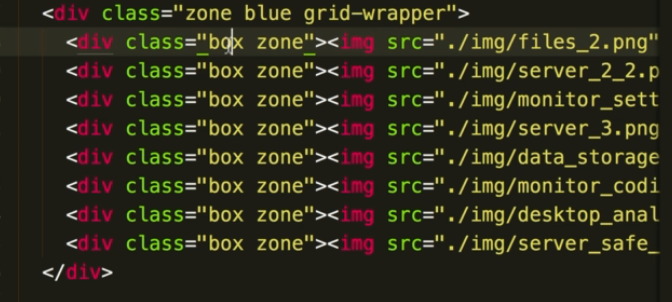 <div class="zone blue grid-wrapper">
<div class="box zone"><img src="./img/files_2.png"
<div class="box zone"><img src="./img/server_2_2.p
<div class="box zone"><img src="./img/monitor_sett
<div class="box zone"><img src="./img/server_3.png
<div class="box zone"><img src="./img/data_storage
<div class="box zone"><img src="./img/monitor_codi
<div class="box zone"><img src="./img/desktop_anal
<div class="box zone"><img src="./img/server_safe_
</div>